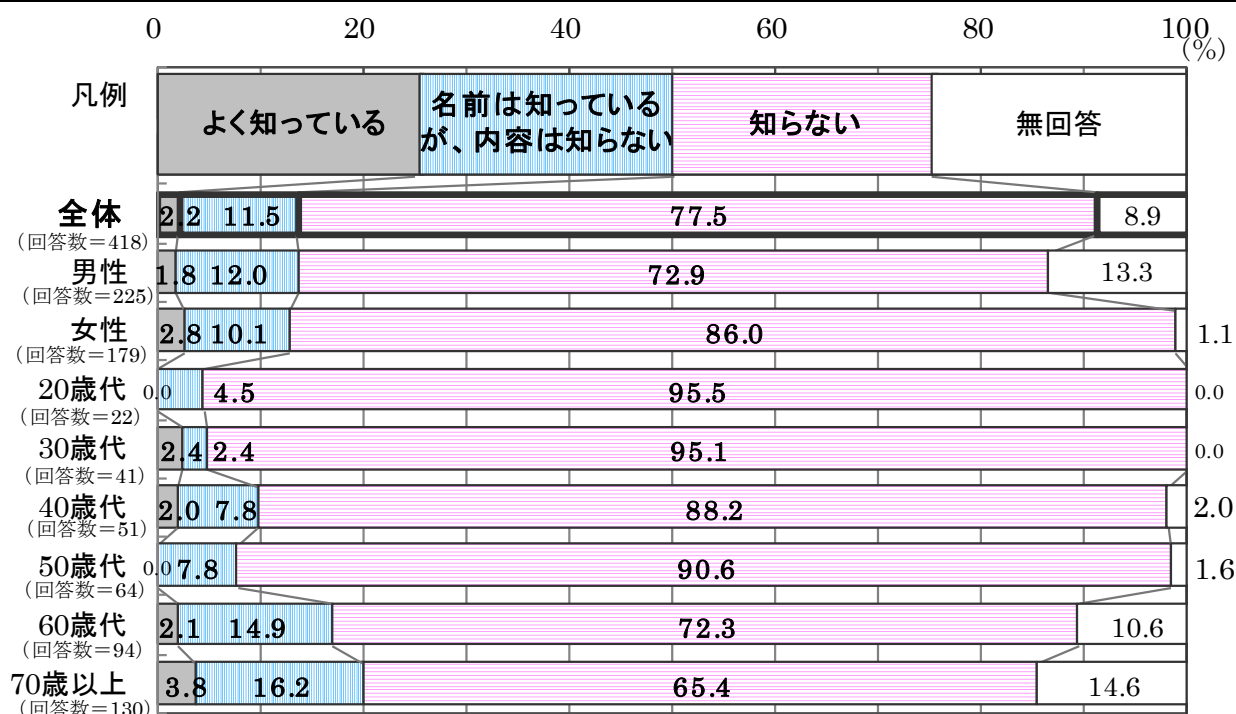 0 20 40 60 80 100
(%)
凡例
よく知っている
名前は知っている
が、内容は知らない
知らない
無回答
全体 2.2 11.5 77.5 8.9
(回答数=418)
男性 1.8 12.0 72.9 13.3
(回答数=225)
女性 2.8 10.1 86.0 1.1
(回答数=179)
20歳代 0.0 4.5 95.5 0.0
(回答数=22)
30歳代 2.4 2.4 95.1 0.0
(回答数=41)
40歳代 2.0 7.8 88.2 2.0
(回答数=51)
50歳代 0.0 7.8 90.6 1.6
(回答数=64)
60歳代 2.1 14.9 72.3 10.6
(回答数=94)
70歳以上 3.8 16.2 65.4 14.6
(回答数=130)